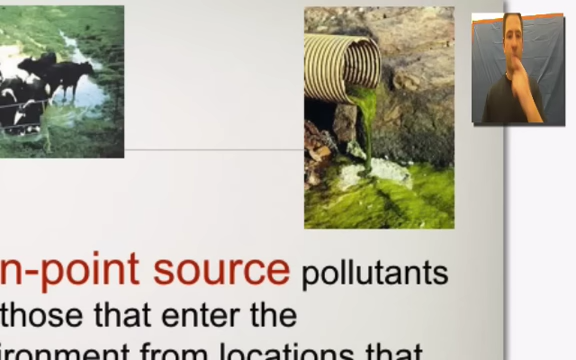 n-point source pollutants
those that enter the
ironment from locations that